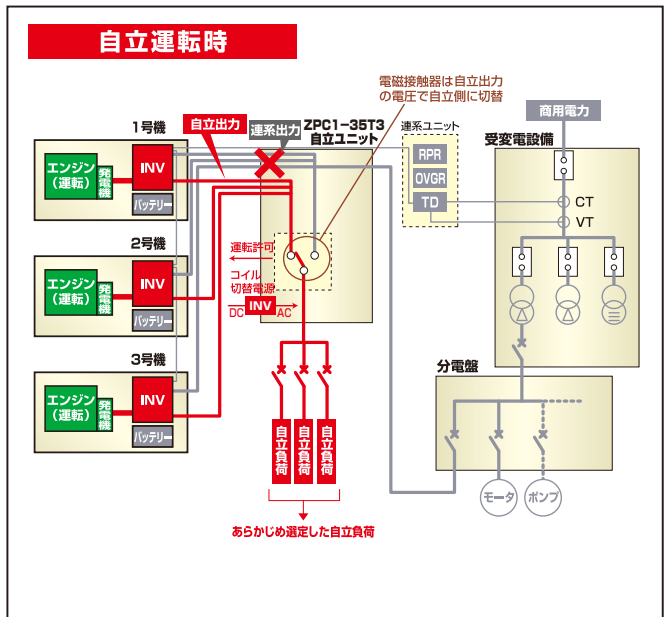 自立運転時
電磁接触器は自立出力
の電圧で自立側に切替
商用電力
1号機
自立出力
連系出力
ZPC1-35T3
自立ユニット
連系ユニット
受変電設備
エンジン
(運転)
発電機
INV
バッテリー
RPR
OVGR
TD
CT
VT
2号機
エンジン
(運転)
発電機
INV
バッテリー
運転許可
コイル
切替電源
DC
INV
AC
3号機
エンジン
(運転)
発電機
INV
バッテリー
分電盤
自立負荷
自立負荷
自立負荷
モータ
ポンプ
あらかじめ選定した自立負荷